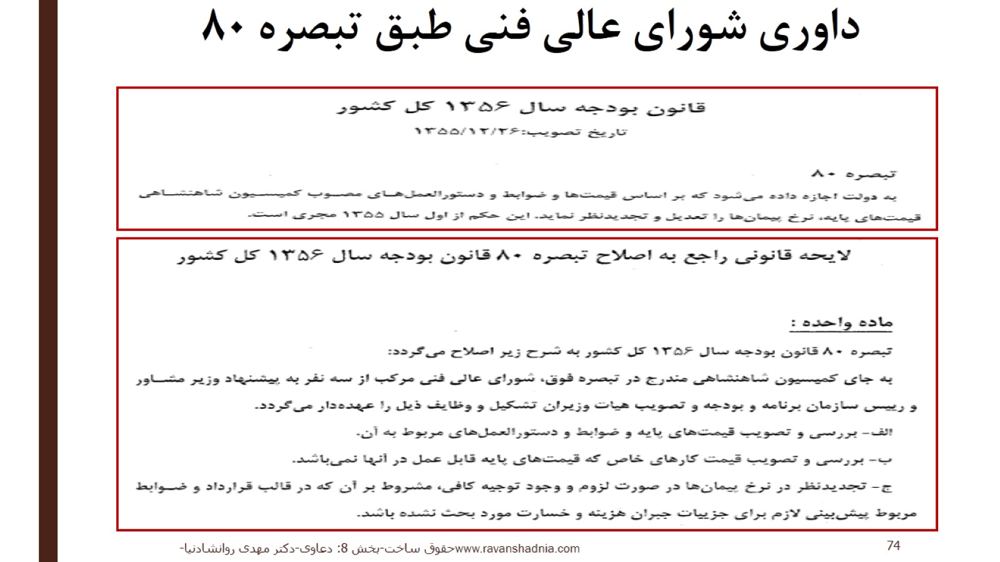 داوری شورای عالی فنی طبق تبصره ۸۰
قانون بودجه سال ۱۳۵۶ کل کشور
تاریخ تصویب:۱۳۵۵/۱۲/۲۶
تبصره ۸۰
به دولت اجازه داده می‌شود که بر اساس قیمت‌ها و ضوابط و دستورالعمل‌های مصوب کمیسیون شاهنشاهی
قیمت‌های پایه، نرخ پیمان‌ها را تعدیل و تجدیدنظر نماید. این حکم از اول سال ۱۳۵۵ مجری است.
لایحه قانونی راجع به اصلاح تبصره ۸۰ قانون بودجه سال ۱۳۵۶ کل کشور
ماده واحده :
تبصره ۸۰ قانون بودجه سال ۱۳۵۶ کل کشور به شرح زیر اصلاح می‌گردد:
به جای کمیسیون شاهنشاهی مندرج در تبصره فوق، شورای عالی فنی مرکب از سه نفر به پیشنهاد وزیر مشاور
و رییس سازمان برنامه و بودجه و تصویب هیات وزیران تشکیل و وظایف ذیل را عهده‌دار می‌گردد.
الف- بررسی و تصویب قیمت‌های پایه و ضوابط و دستورالعمل‌های مربوط به آن.
ب- بررسی و تصویب قیمت کارهای خاص که قیمت‌های پایه قابل عمل در آنها نمی‌باشد.
ج- تجدیدنظر در نرخ پیمان‌ها در صورت لزوم و وجود توجیه کافی، مشروط بر آن که در قالب قرارداد و ضوابط
مربوط پیش‌بینی لازم برای جزییات جبران هزینه و خسارت مورد بحث نشده باشد.
حقوق ساخت-بخش 8: دعاوی-دکتر مهدی روانشادنیا-www.ravanshadnia.com
74